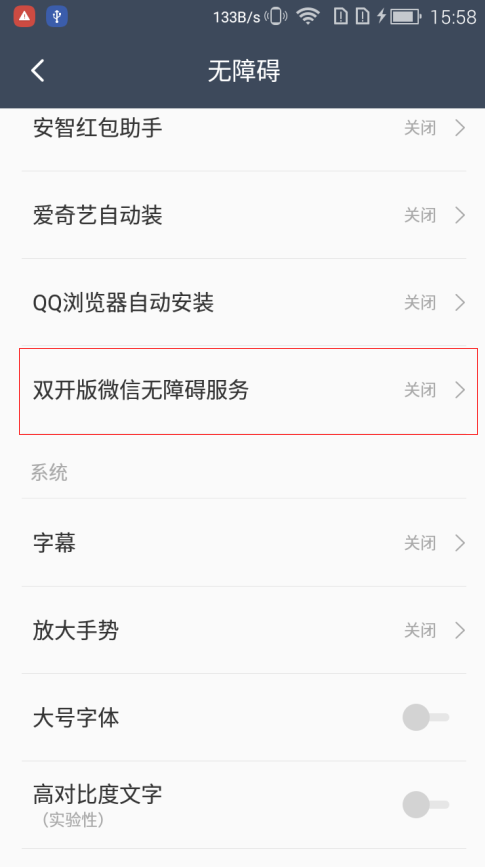 133B/s 15:58
无障碍
安智红包助手 关闭
爱奇艺自动装 关闭
QQ浏览器自动安装 关闭
双开版微信无障碍服务 关闭
系统
字幕 关闭
放大手势 关闭
大号字体
高对比度文字
（实验性）